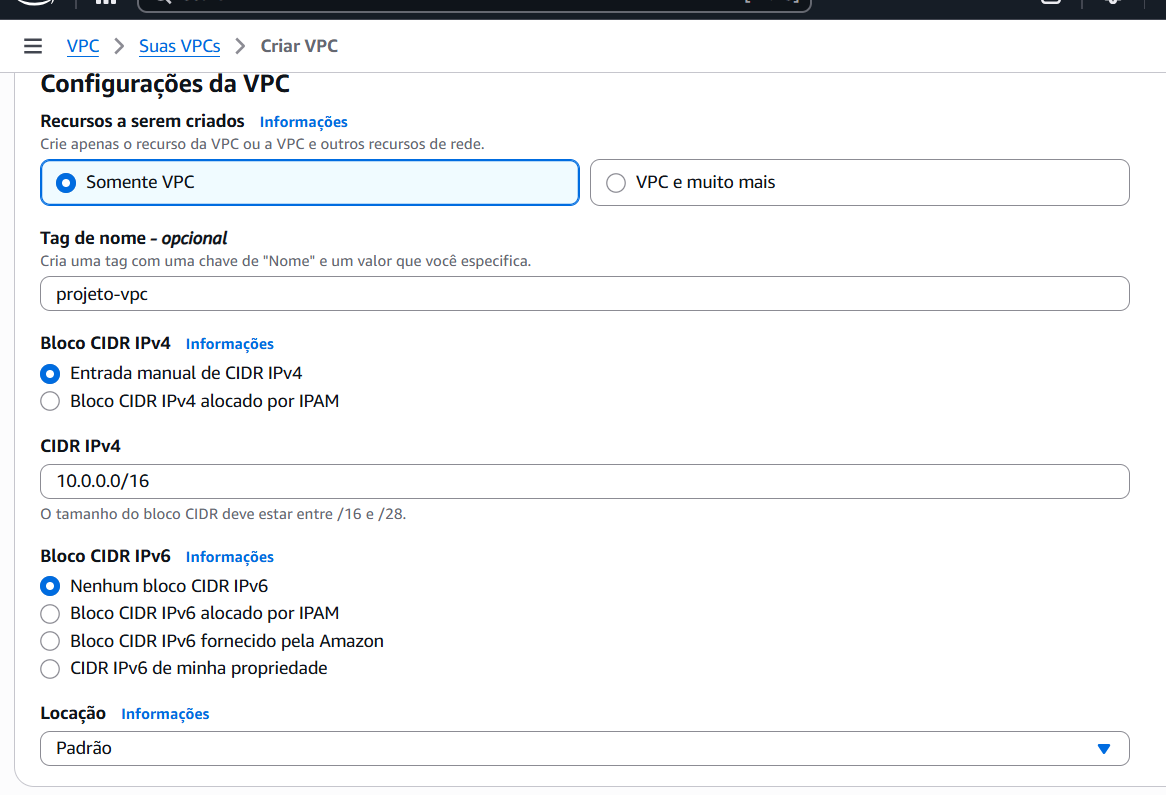 VPC > Suas VPCs > Criar VPC
Configurações da VPC
Recursos a serem criados Informações
Crie apenas o recurso da VPC ou a VPC e outros recursos de rede.
Somente VPC
VPC e muito mais
Tag de nome - opcional
Cria uma tag com uma chave de "Nome" e um valor que você especifica.
projeto-vpc
Bloco CIDR IPv4 Informações
Entrada manual de CIDR IPv4
Bloco CIDR IPv4 alocado por IPAM
CIDR IPv4
10.0.0.0/16
O tamanho do bloco CIDR deve estar entre /16 e /28.
Bloco CIDR IPv6 Informações
Nenhum bloco CIDR IPv6
Bloco CIDR IPv6 alocado por IPAM
Bloco CIDR IPv6 fornecido pela Amazon
CIDR IPv6 de minha propriedade
Locação Informações
Padrão